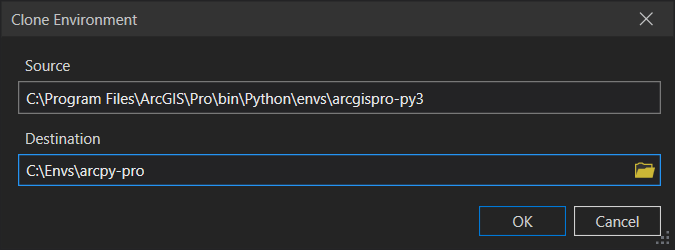 Clone Environment
Source
C:\Program Files\ArcGIS\Pro\bin\Python\envs\arcgispro-py3
Destination
C:\Envs\arcpy-pro
OK Cancel